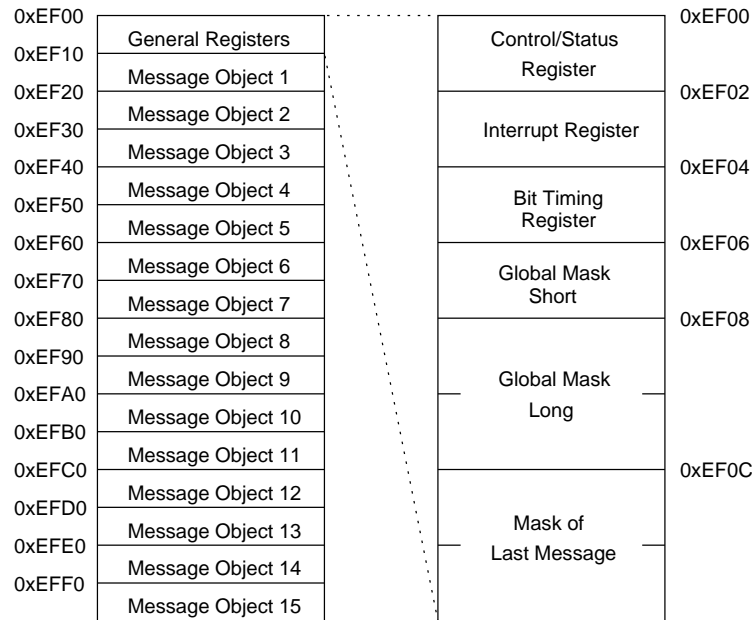 0xEF00
General Registers
0xEF10
Message Object 1
0xEF20
Message Object 2
0xEF30
Message Object 3
0xEF40
Message Object 4
0xEF50
Message Object 5
0xEF60
Message Object 6
0xEF70
Message Object 7
0xEF80
Message Object 8
0xEF90
Message Object 9
0xEFA0
Message Object 10
0xEFB0
Message Object 11
0xEFC0
Message Object 12
0xEFD0
Message Object 13
0xEFE0
Message Object 14
0xEFF0
Message Object 15
0xEF00
Control/Status
Register
0xEF02
Interrupt Register
0xEF04
Bit Timing
Register
0xEF06
Global Mask
Short
0xEF08
Global Mask
Long
0xEF0C
Mask of
Last Message